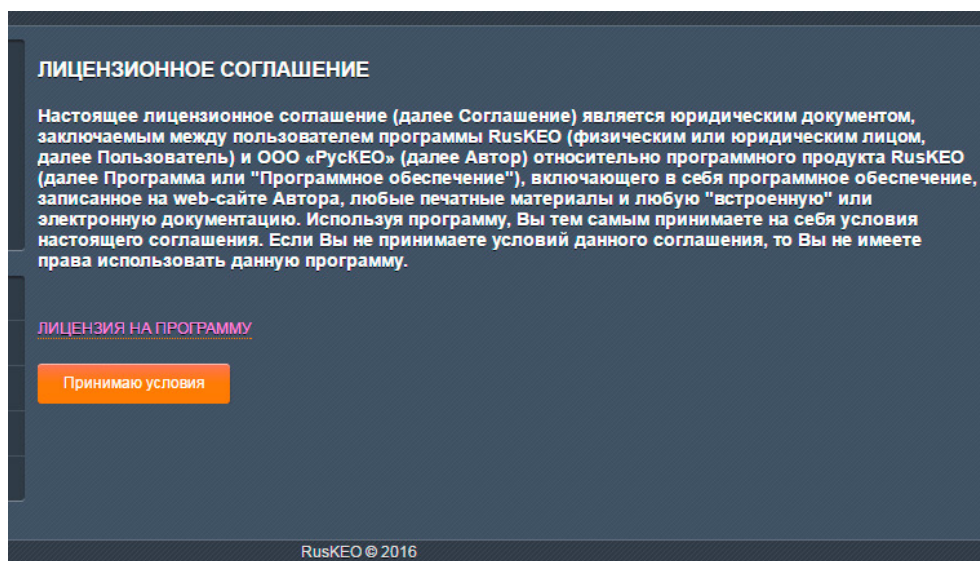 ЛИЦЕНЗИОННОЕ СОГЛАШЕНИЕ
Настоящее лицензионное соглашение (далее Соглашение) является юридическим документом,
заключаемым между пользователем программы RusKEO (физическим или юридическим лицом,
далее Пользователь) и ООО «РусКЕО» (далее Автор) относительно программного продукта RusKEO
(далее Программа или "Программное обеспечение"), включающего в себя программное обеспечение,
записанное на web-сайте Автора, любые печатные материалы и любую "встроенную" или
электронную документацию. Используя программу, Вы тем самым принимаете на себя условия
настоящего соглашения. Если Вы не принимаете условий данного соглашения, то Вы не имеете
права использовать данную программу.
ЛИЦЕНЗИЯ НА ПРОГРАММУ
Принимаю условия
RusKEO © 2016